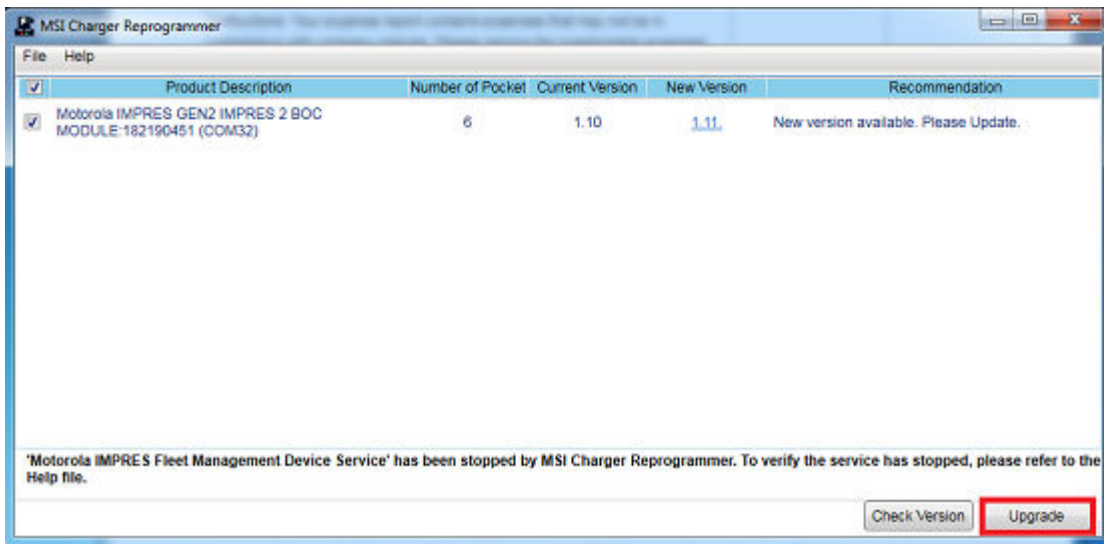 MSI Charger Reprogrammer
File Help
Product Description Number of Pocket Current Version New Version Recommendation
Motorola IMPRES GEN2 IMPRES 2 BOC
MODULE:182190451 (COM32) 6 1.10 1.11. New version available. Please Update.
'Motorola IMPRES Fleet Management Device Service' has been stopped by MSI Charger Reprogrammer. To verify the service has stopped, please refer to the
Help file.
Check Version Upgrade